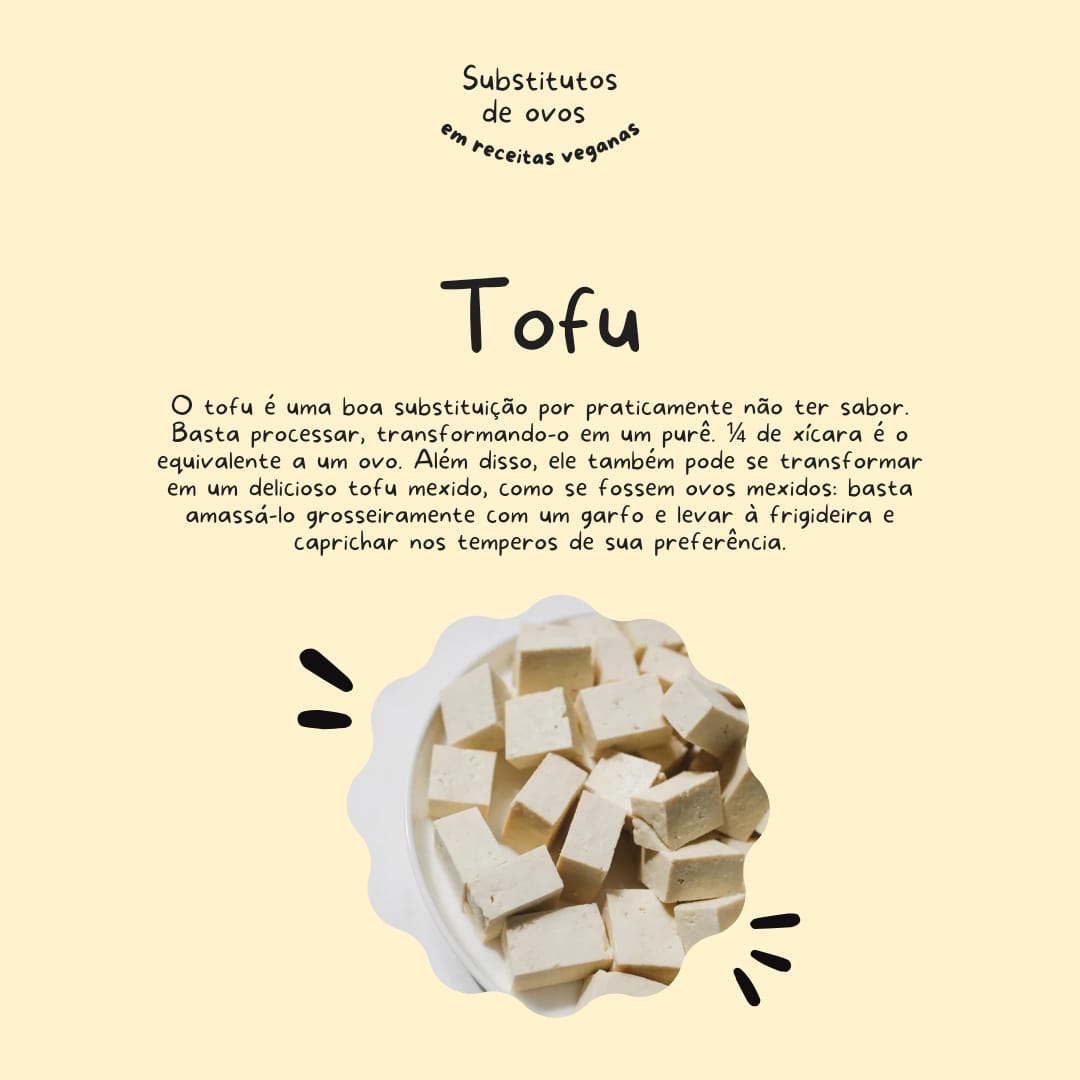 Substitutos
de ovos
em receitas veganas
Tofu
O tofu é uma boa substituição por praticamente não ter sabor.
Basta processar, transformando-o em um purê. ¼ de xícara é o
equivalente a um ovo. Além disso, ele também pode se transformar
em um delicioso tofu mexido, como se fossem ovos mexidos: basta
amassá-lo grosseiramente com um garfo e levar à frigideira e
caprichar nos temperos de sua preferência.